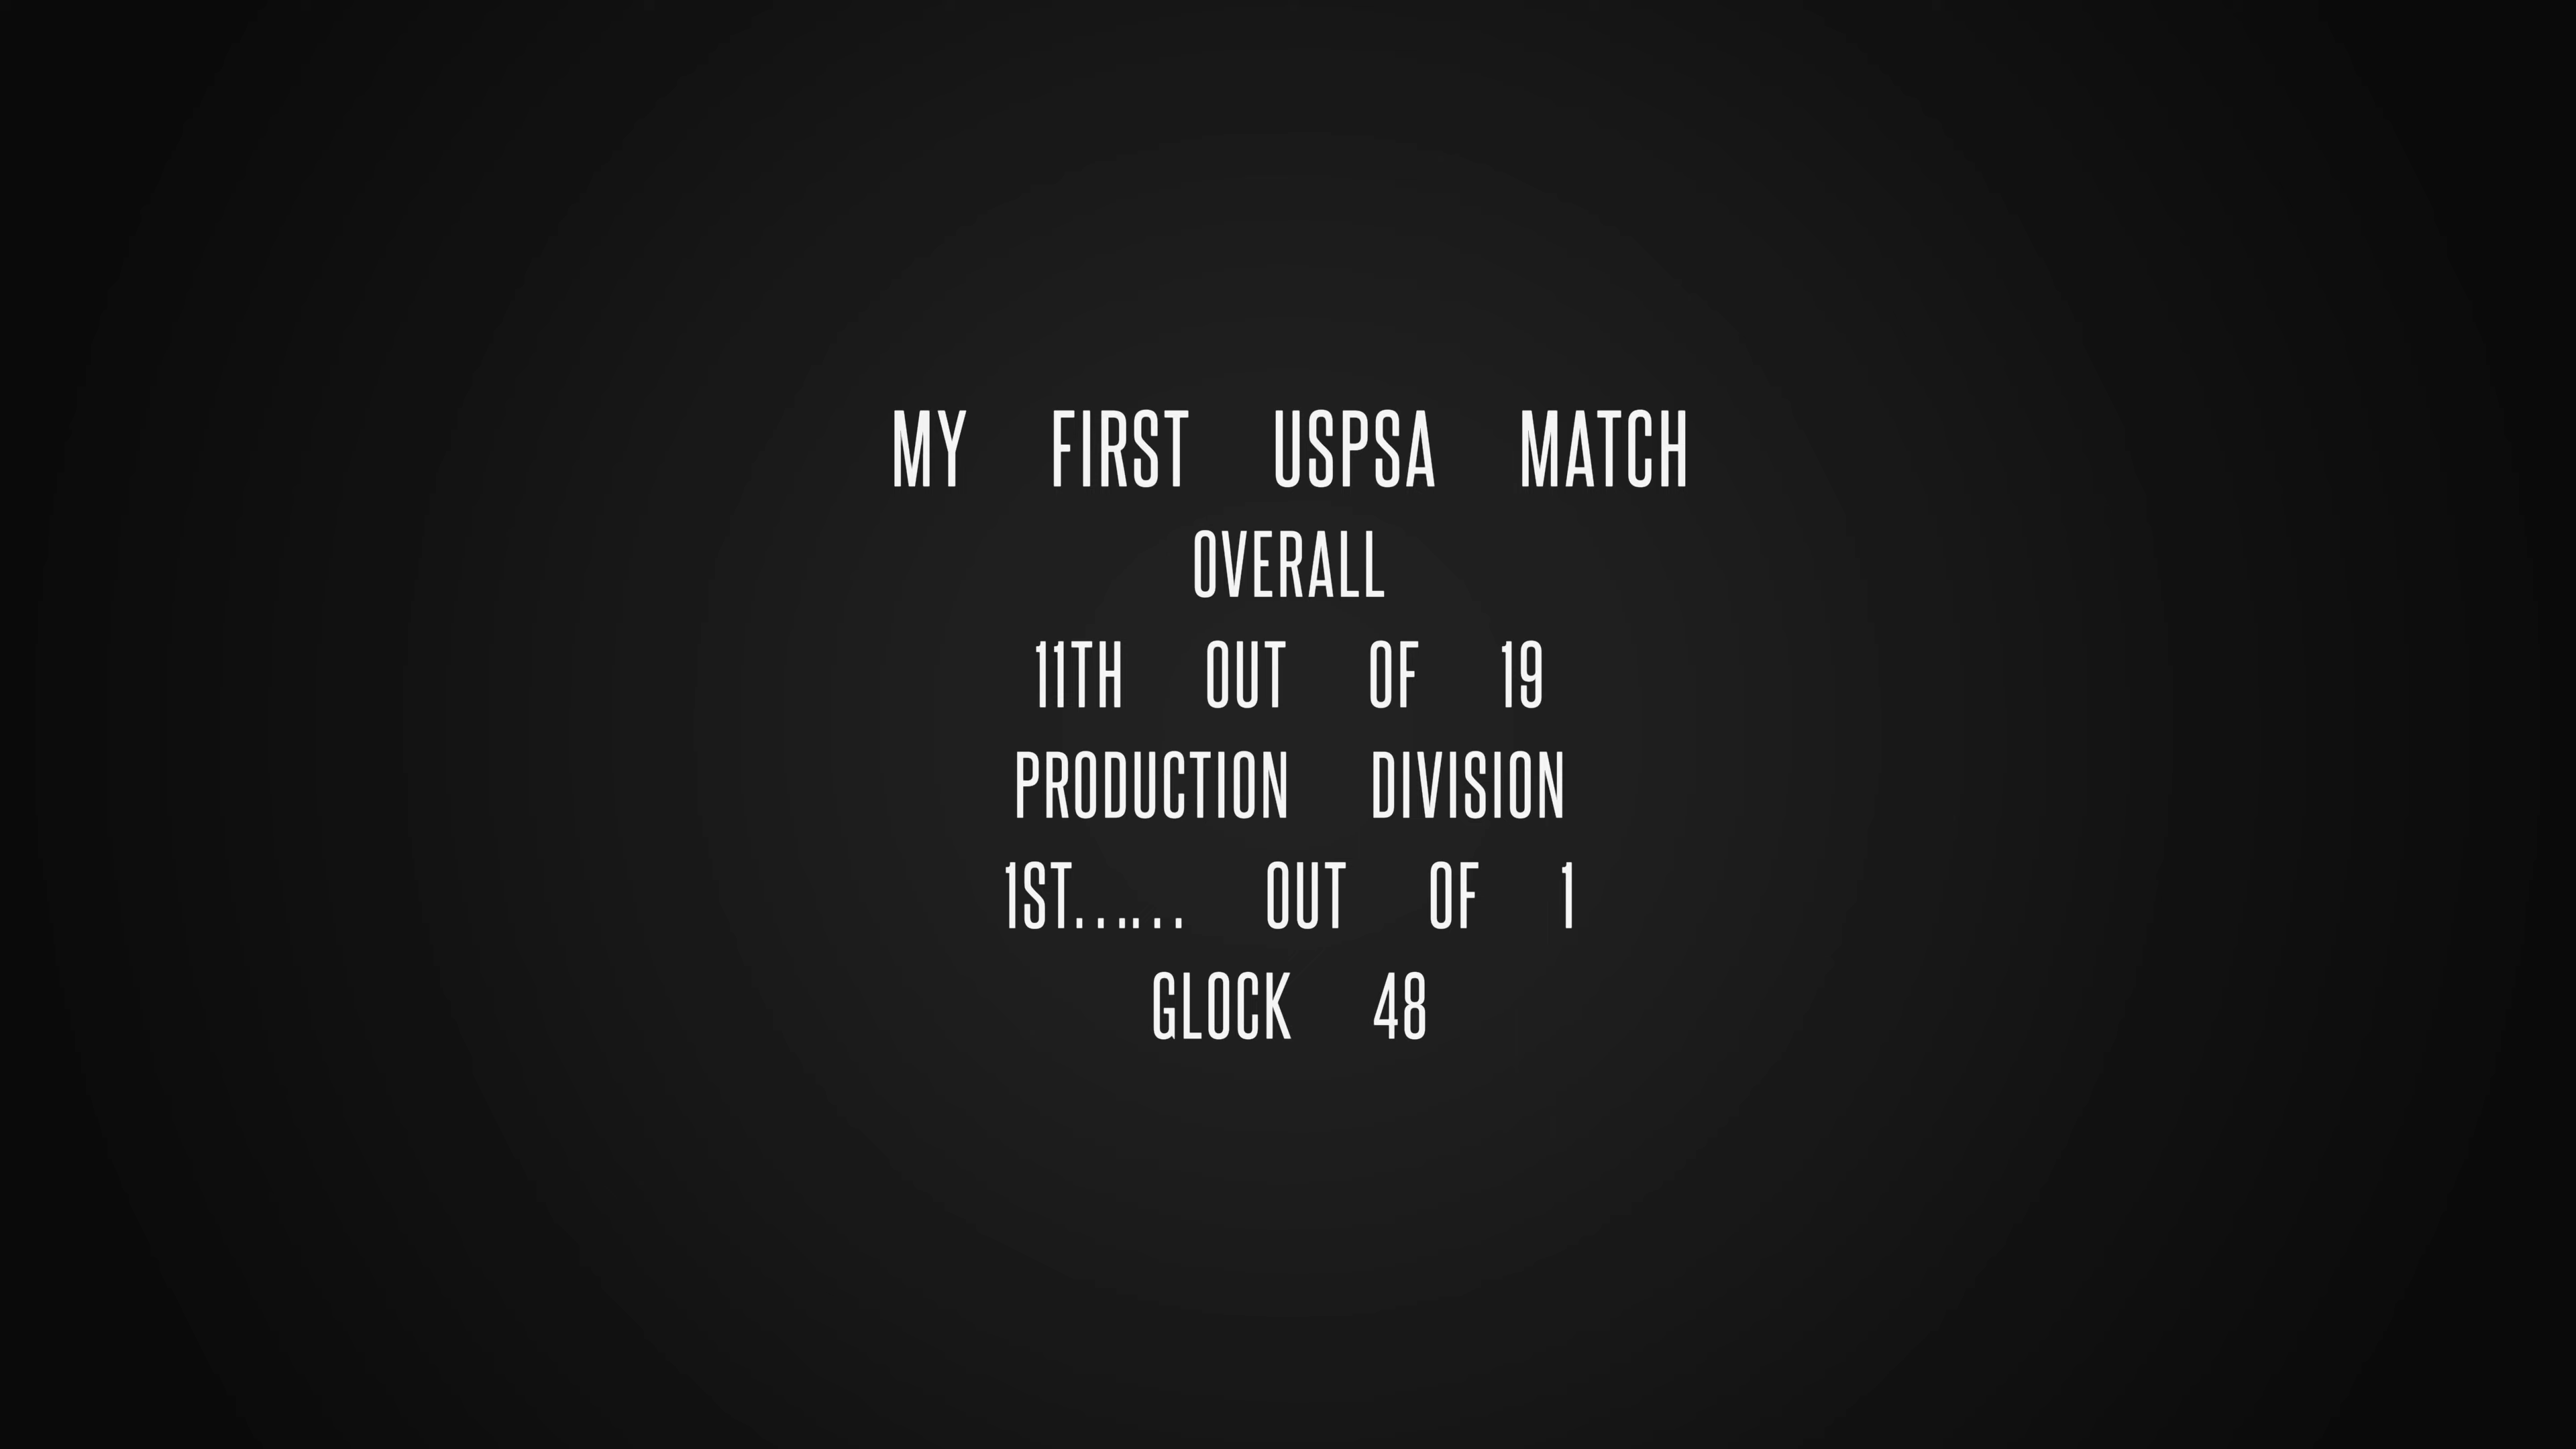 MY FIRST USPSA MATCH
OVERALL
11TH OUT OF 19
PRODUCTION DIVISION
1ST...... OUT OF 1
GLOCK 48